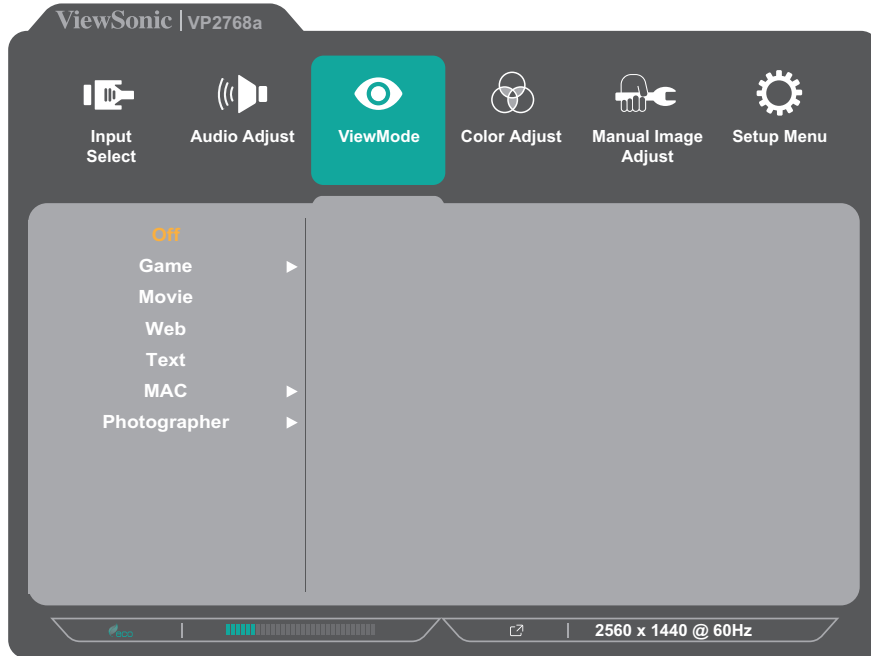 ViewSonic | VP2768a
Input Select
Audio Adjust
ViewMode
Color Adjust
Manual Image Adjust
Setup Menu
Off
Game ►
Movie
Web
Text
MAC ►
Photographer ►
eco
2560 x 1440 @ 60Hz